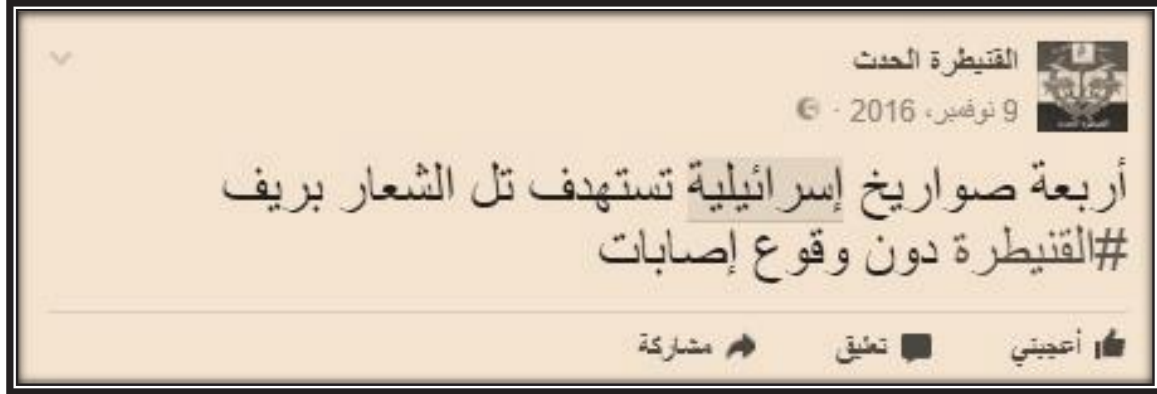 القنيطرة الحدث
9 نوفمبر، 2016 ·
أربعة صواريخ إسرائيلية تستهدف تل الشعار بريف
#القنيطرة دون وقوع إصابات
أعجبني تعليق مشاركة